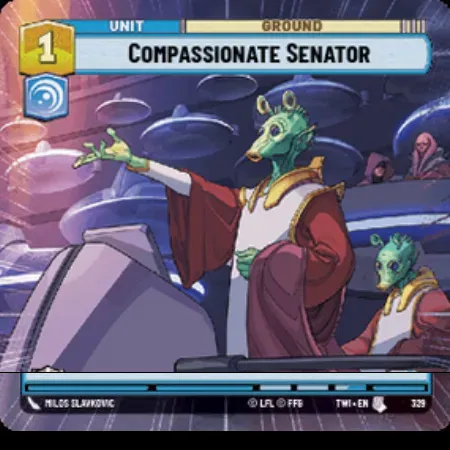 UNIT
GROUND
1
COMPASSIONATE SENATOR
MILOS SLAVKOVIC
© LFL © FFG
TWI • EN
329